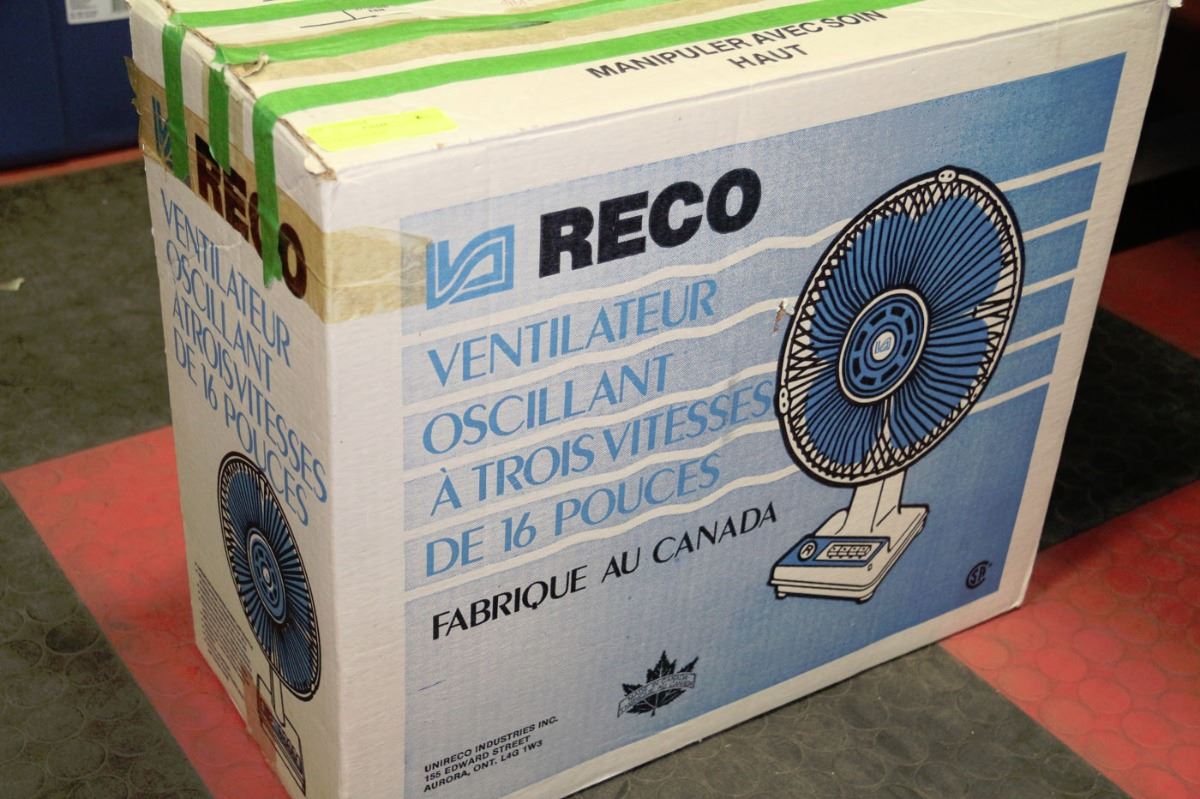 MANIPULER AVEC SOIN
HAUT
RECO
VENTILATEUR
OSCILLANT
À TROIS VITESSES
DE 16 POUCES
FABRIQUE AU CANADA
UNIRECO INDUSTRIES INC.
155 EDWARD STREET
AURORA, ONT. L4G 1W3
RECO
VENTILATEUR
OSCILLANT
À TROIS VITESSES
DE 16 POUCES